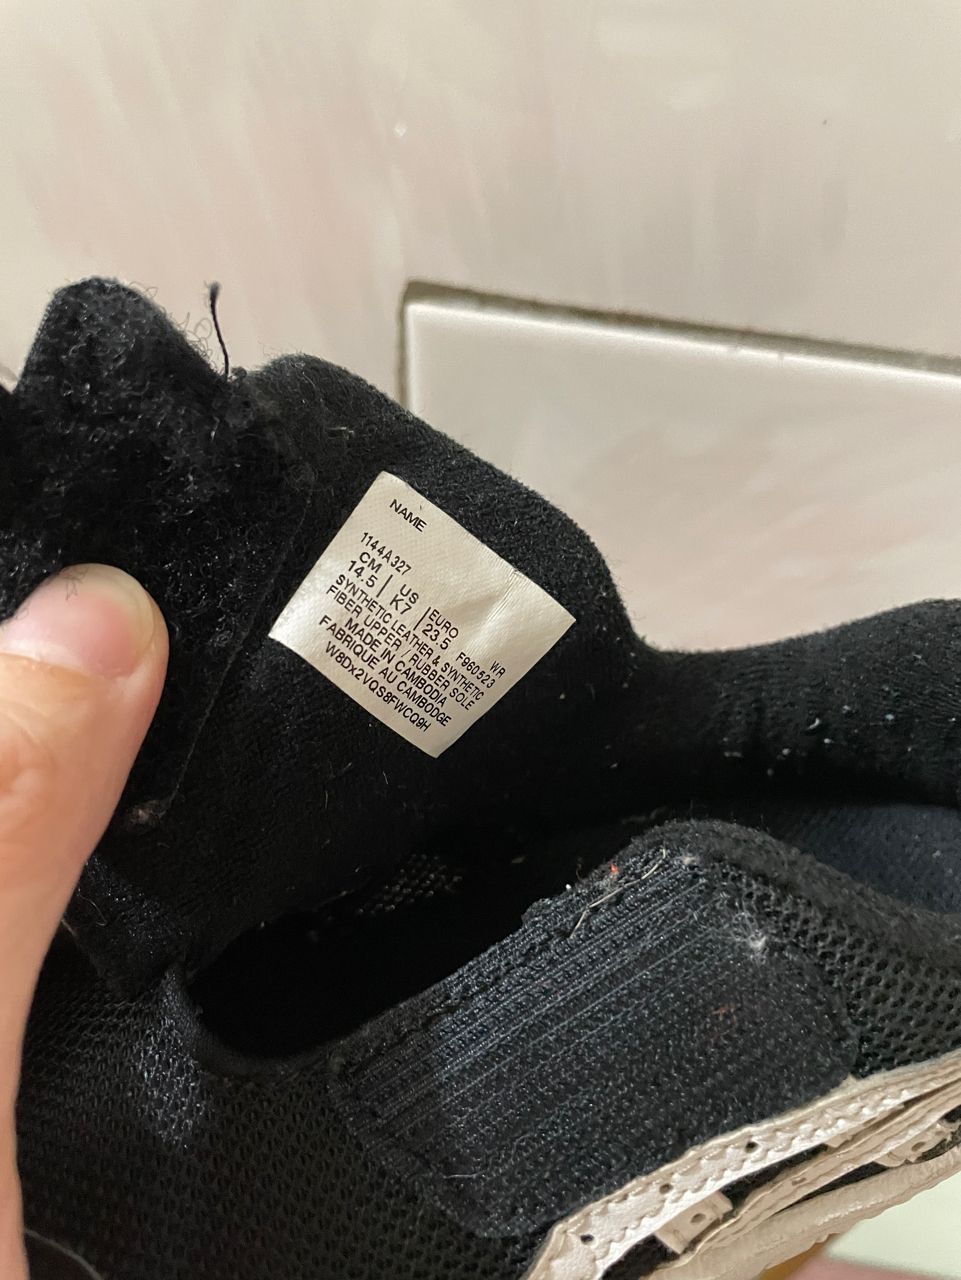 NAME
1144A327
CM | US | EURO WR
14.5 | K7 | 23.5 F960523
SYNTHETIC LEATHER & SYNTHETIC
FIBER UPPER / RUBBER SOLE
MADE IN CAMBODIA
FABRIQUE AU CAMBODGE
W8Dx2VQS8FWCQ9H